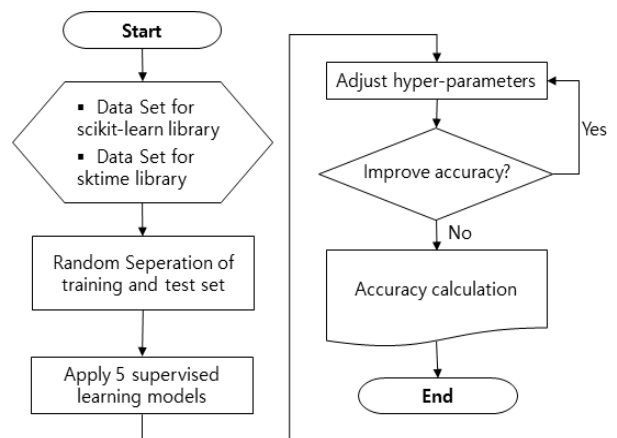 Start
▪ Data Set for
scikit-learn library
▪ Data Set for
sktime library
Random Seperation of
training and test set
Apply 5 supervised
learning models
Adjust hyper-parameters
Yes
Improve accuracy?
No
Accuracy calculation
End